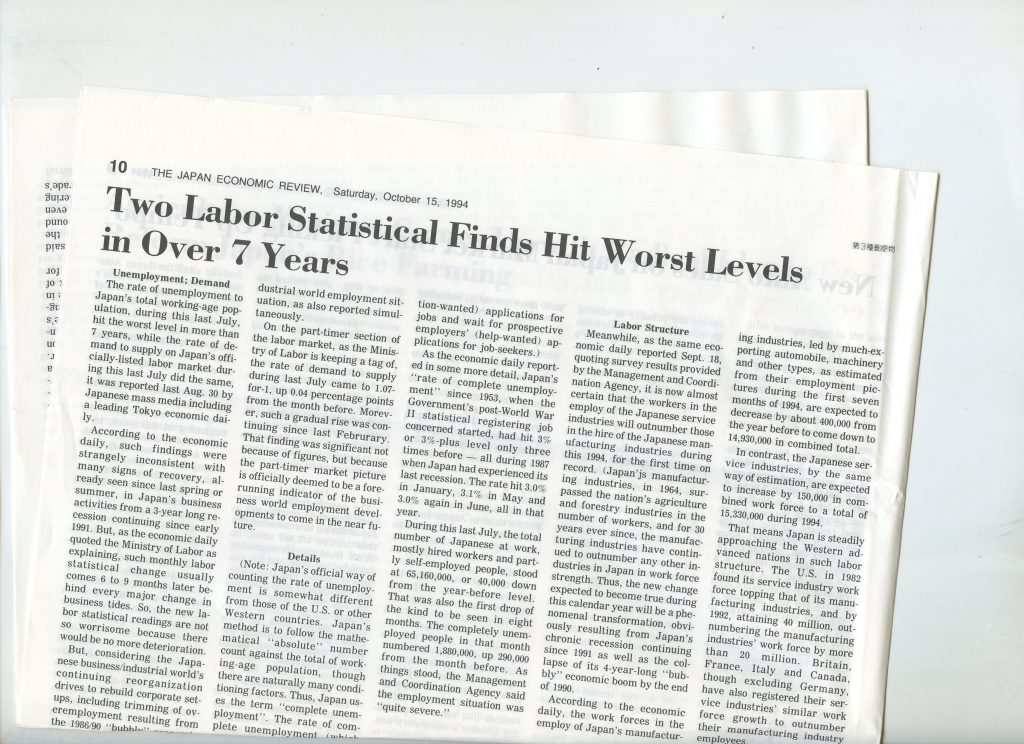 10 THE JAPAN ECONOMIC REVIEW, Saturday, October 15, 1994
第3種郵便物
Two Labor Statistical Finds Hit Worst Levels
in Over 7 Years
Unemployment; Demand
The rate of unemployment to
Japan's total working-age pop-
ulation, during this last July,
hit the worst level in more than
7 years, while the rate of de-
mand to supply on Japan's offi-
cially-listed labor market dur-
ing this last July did the same,
it was reported last Aug. 30 by
Japanese mass media including
a leading Tokyo economic dai-
ly.
According to the economic
daily, such findings were
strangely inconsistent with
many signs of recovery, al-
ready seen since last spring or
summer, in Japan's business
activities from a 3-year long re-
cession continuing since early
1991. But, as the economic daily
quoted the Ministry of Labor as
explaining, such monthly labor
statistical change usually
comes 6 to 9 months later be-
hind every major change in
business tides. So, the new la-
bor statistical readings are not
so worrisome because there
would be no more deterioration.
But, considering the Japa-
nese business/industrial world's
continuing reorganization
drives to rebuild corporate set-
ups, including trimming of ov-
eremployment resulting from
the 1986/90 "bubbly"
dustrial world employment sit-
uation, as also reported simul-
taneously.
On the part-timer section of
the labor market, as the Minis-
try of Labor is keeping a tag of,
the rate of demand to supply
during last July came to 1.07-
for-1, up 0.04 percentage points
from the month before. Morev-
er, such a gradual rise was con-
tinuing since last Februrary.
That finding was significant not
because of figures, but because
the part-timer market picture
is officially deemed to be a fore-
running indicator of the busi-
ness world employment devel-
opments to come in the near fu-
ture.
Details
(Note: Japan's official way of
counting the rate of unemploy-
ment is somewhat different
from those of the U.S. or other
Western countries. Japan's
method is to follow the mathe-
matical "absolute" number
count against the total of work-
ing-age population, though
there are naturally many condi-
tioning factors. Thus, Japan us-
es the term "complete unem-
ployment". The rate of com-
plete unemployment (which
tion-wanted) applications for
jobs and wait for prospective
employers' (help-wanted) ap-
plications for job-seekers.)
As the economic daily report-
ed in some more detail, Japan's
"rate of complete unemploy-
ment" since 1953, when the
Government's post-World War
II statistical registering job
concerned started, had hit 3%
or 3%-plus level only three
times before — all during 1987
when Japan had experienced its
last recession. The rate hit 3.0%
in January, 3.1% in May and
3.0% again in June, all in that
year.
During this last July, the total
number of Japanese at work,
mostly hired workers and part-
ly self-employed people, stood
at 65,160,000, or 40,000 down
from the year-before level.
That was also the first drop of
the kind to be seen in eight
months. The completely unem-
ployed people in that month
numbered 1,880,000, up 290,000
from the month before. As
things stood, the Management
and Coordination Agency said
the employment situation was
"quite severe."
Labor Structure
Meanwhile, as the same eco-
nomic daily reported Sept. 18,
quoting survey results provided
by the Management and Coordi-
nation Agency, it is now almost
certain that the workers in the
employ of the Japanese service
industries will outnumber those
in the hire of the Japanese man-
ufacturing industries during
this 1994, for the first time on
record. (Japan'js manufactur-
ing industries, in 1964, sur-
passed the nation's agriculture
and forestry industries in the
number of workers, and for 30
years ever since, the manufac-
turing industries have contin-
ued to outnumber any other in-
dustries in Japan in work force
strength. Thus, the new change
expected to become true during
this calendar year will be a phe-
nomenal transformation, obvi-
ously resulting from Japan's
chronic recession continuing
since 1991 as well as the col-
lapse of its 4-year-long "bub-
bly" economic boom by the end
of 1990.
According to the economic
daily, the work forces in the
employ of Japan's manufactur-
ing industries, led by much-ex-
porting automobile, machinery
and other types, as estimated
from their employment pic-
tures during the first seven
months of 1994, are expected to
decrease by about 400,000 from
the year before to come down to
14,930,000 in combined total.
In contrast, the Japanese ser-
vice industries, by the same
way of estimation, are expected
to increase by 150,000 in com-
bined work force to a total of
15,330,000 during 1994.
That means Japan is steadily
approaching the Western ad-
vanced nations in such labor
structure. The U.S. in 1982
found its service industry work
force topping that of its manu-
facturing industries, and by
1992, attaining 40 million, out-
numbering the manufacturing
industries' work force by more
than 20 million. Britain,
France, Italy and Canada,
though excluding Germany,
have also registered their ser-
vice industries' similar work
force growth to outnumber
their manufacturing industry
employees.